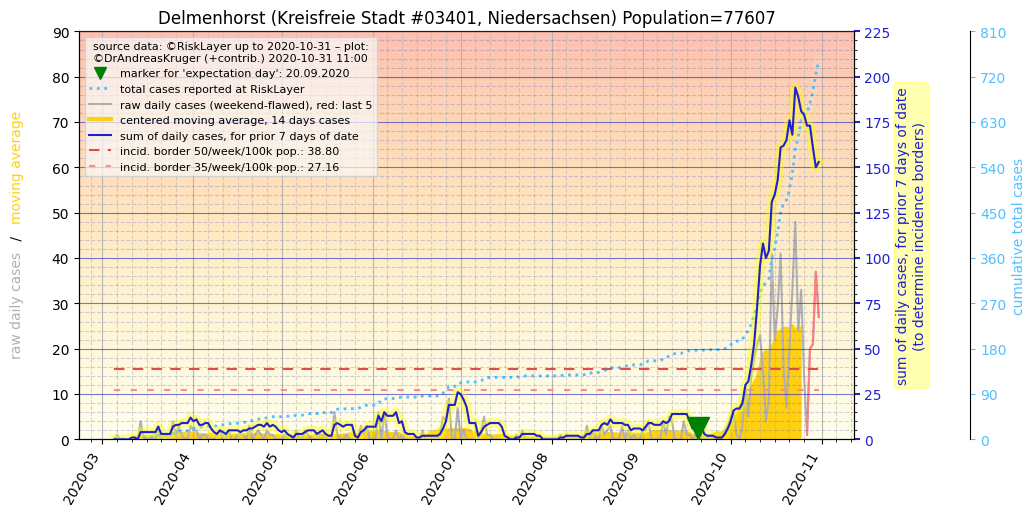 Delmenhorst (Kreisfreie Stadt #03401, Niedersachsen) Population=77607
source data: ©RiskLayer up to 2020-10-31 – plot:
©DrAndreasKruger (+contrib.) 2020-10-31 11:00
marker for 'expectation day': 20.09.2020
total cases reported at RiskLayer
raw daily cases (weekend-flawed), red: last 5
centered moving average, 14 days cases
sum of daily cases, for prior 7 days of date
incid. border 50/week/100k pop.: 38.80
incid. border 35/week/100k pop.: 27.16
raw daily cases / moving average
90
80
70
60
50
40
30
20
10
0
2020-03
2020-04
2020-05
2020-06
2020-07
2020-08
2020-09
2020-10
2020-11
225
200
175
150
125
100
75
50
25
0
sum of daily cases, for prior 7 days of date
(to determine incidence borders)
810
720
630
540
450
360
270
180
90
0
cumulative total cases